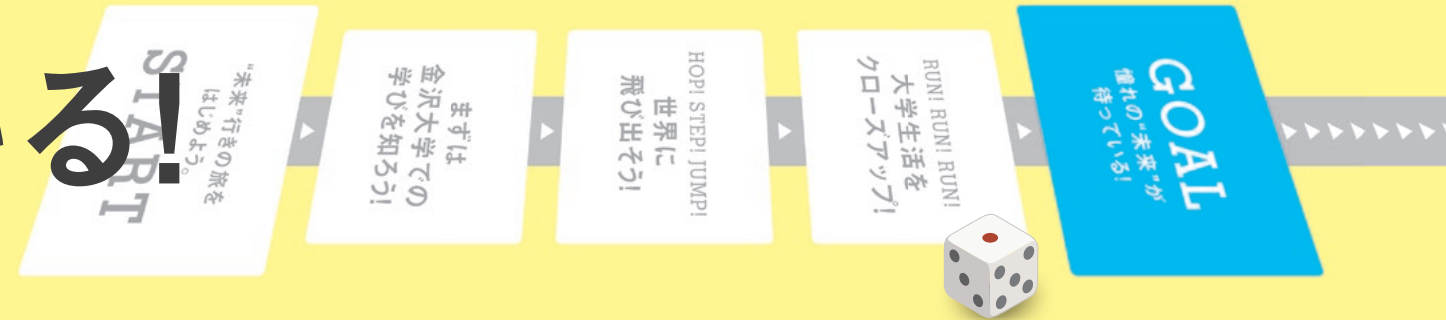 る!
START
“未来”行きの旅を
はじめよう。
まずは
金沢大学での
学びを知ろう!
HOP! STEP! JUMP!
世界に
飛び出そう!
RUN! RUN! RUN!
大学生活を
クローズアップ!
GOAL
憧れの“未来”が
待っている!